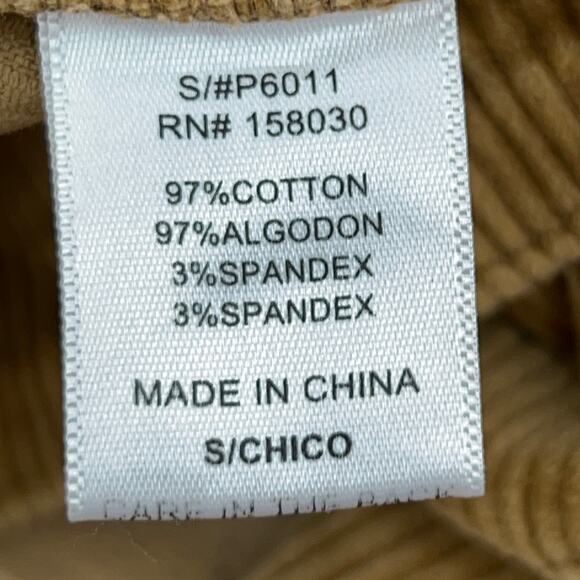 S/#P6011
RN# 158030
97%COTTON
97%ALGODON
3%SPANDEX
3%SPANDEX
MADE IN CHINA
S/CHICO